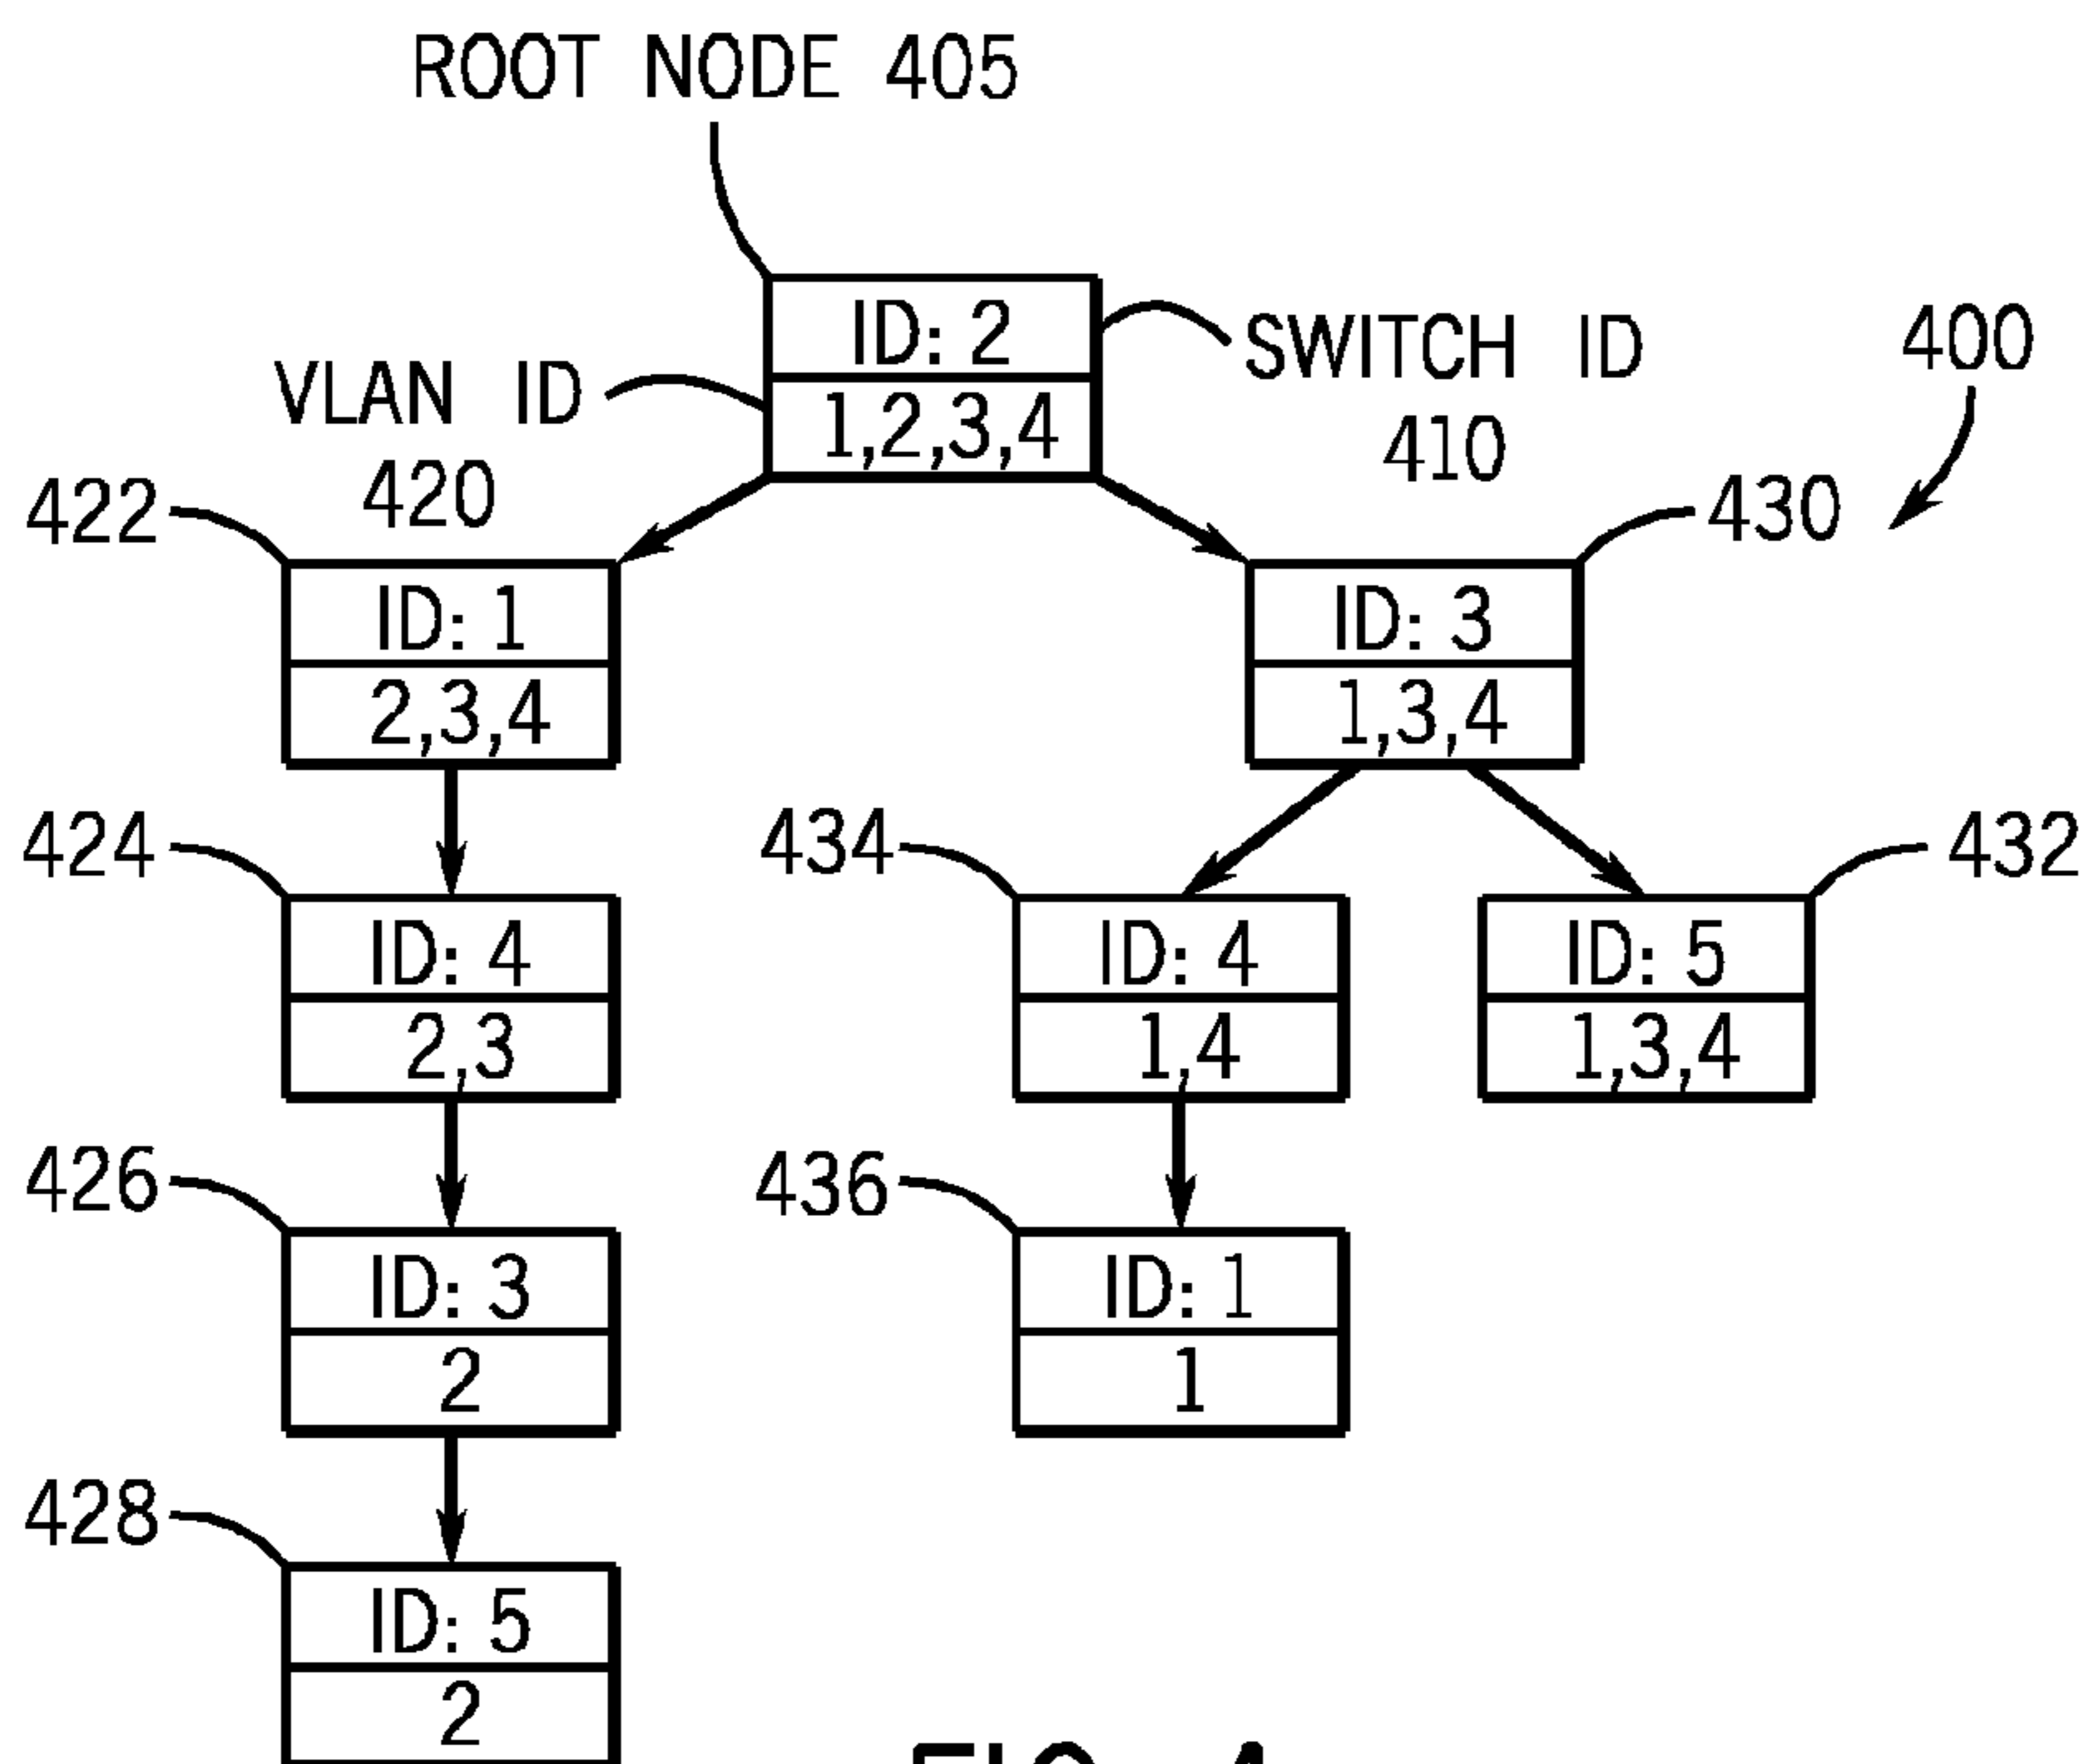 ROOT NODE 405
ID: 2
1,2,3,4
SWITCH ID
410
400
VLAN ID
420
422
ID: 1
2,3,4
430
ID: 3
1,3,4
424
ID: 4
2,3
434
ID: 4
1,4
432
ID: 5
1,3,4
426
ID: 3
2
436
ID: 1
1
428
ID: 5
2